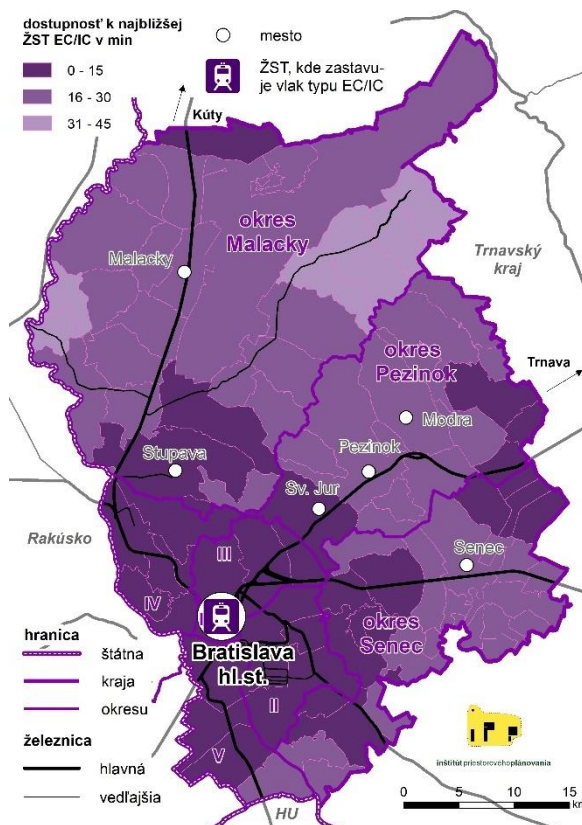 dostupnosť k najbližšej
ŽST EC/IC v min
0 - 15
16 - 30
31 - 45
mesto
ŽST, kde zastavu-
je vlak typu EC/IC
Kúty
okres
Malacky
Malacky
Trnavský
kraj
okres
Pezinok
Trnava
Modra
Stupava
Pezinok
Sv. Jur
Rakúsko
III
Senec
IV
okres
Senec
Bratislava
hl.st.
II
V
HU
hranica
štátna
kraja
okresu
železnica
hlavná
vedľajšia
inštitút priestorového plánovania
0 5 10 15
km